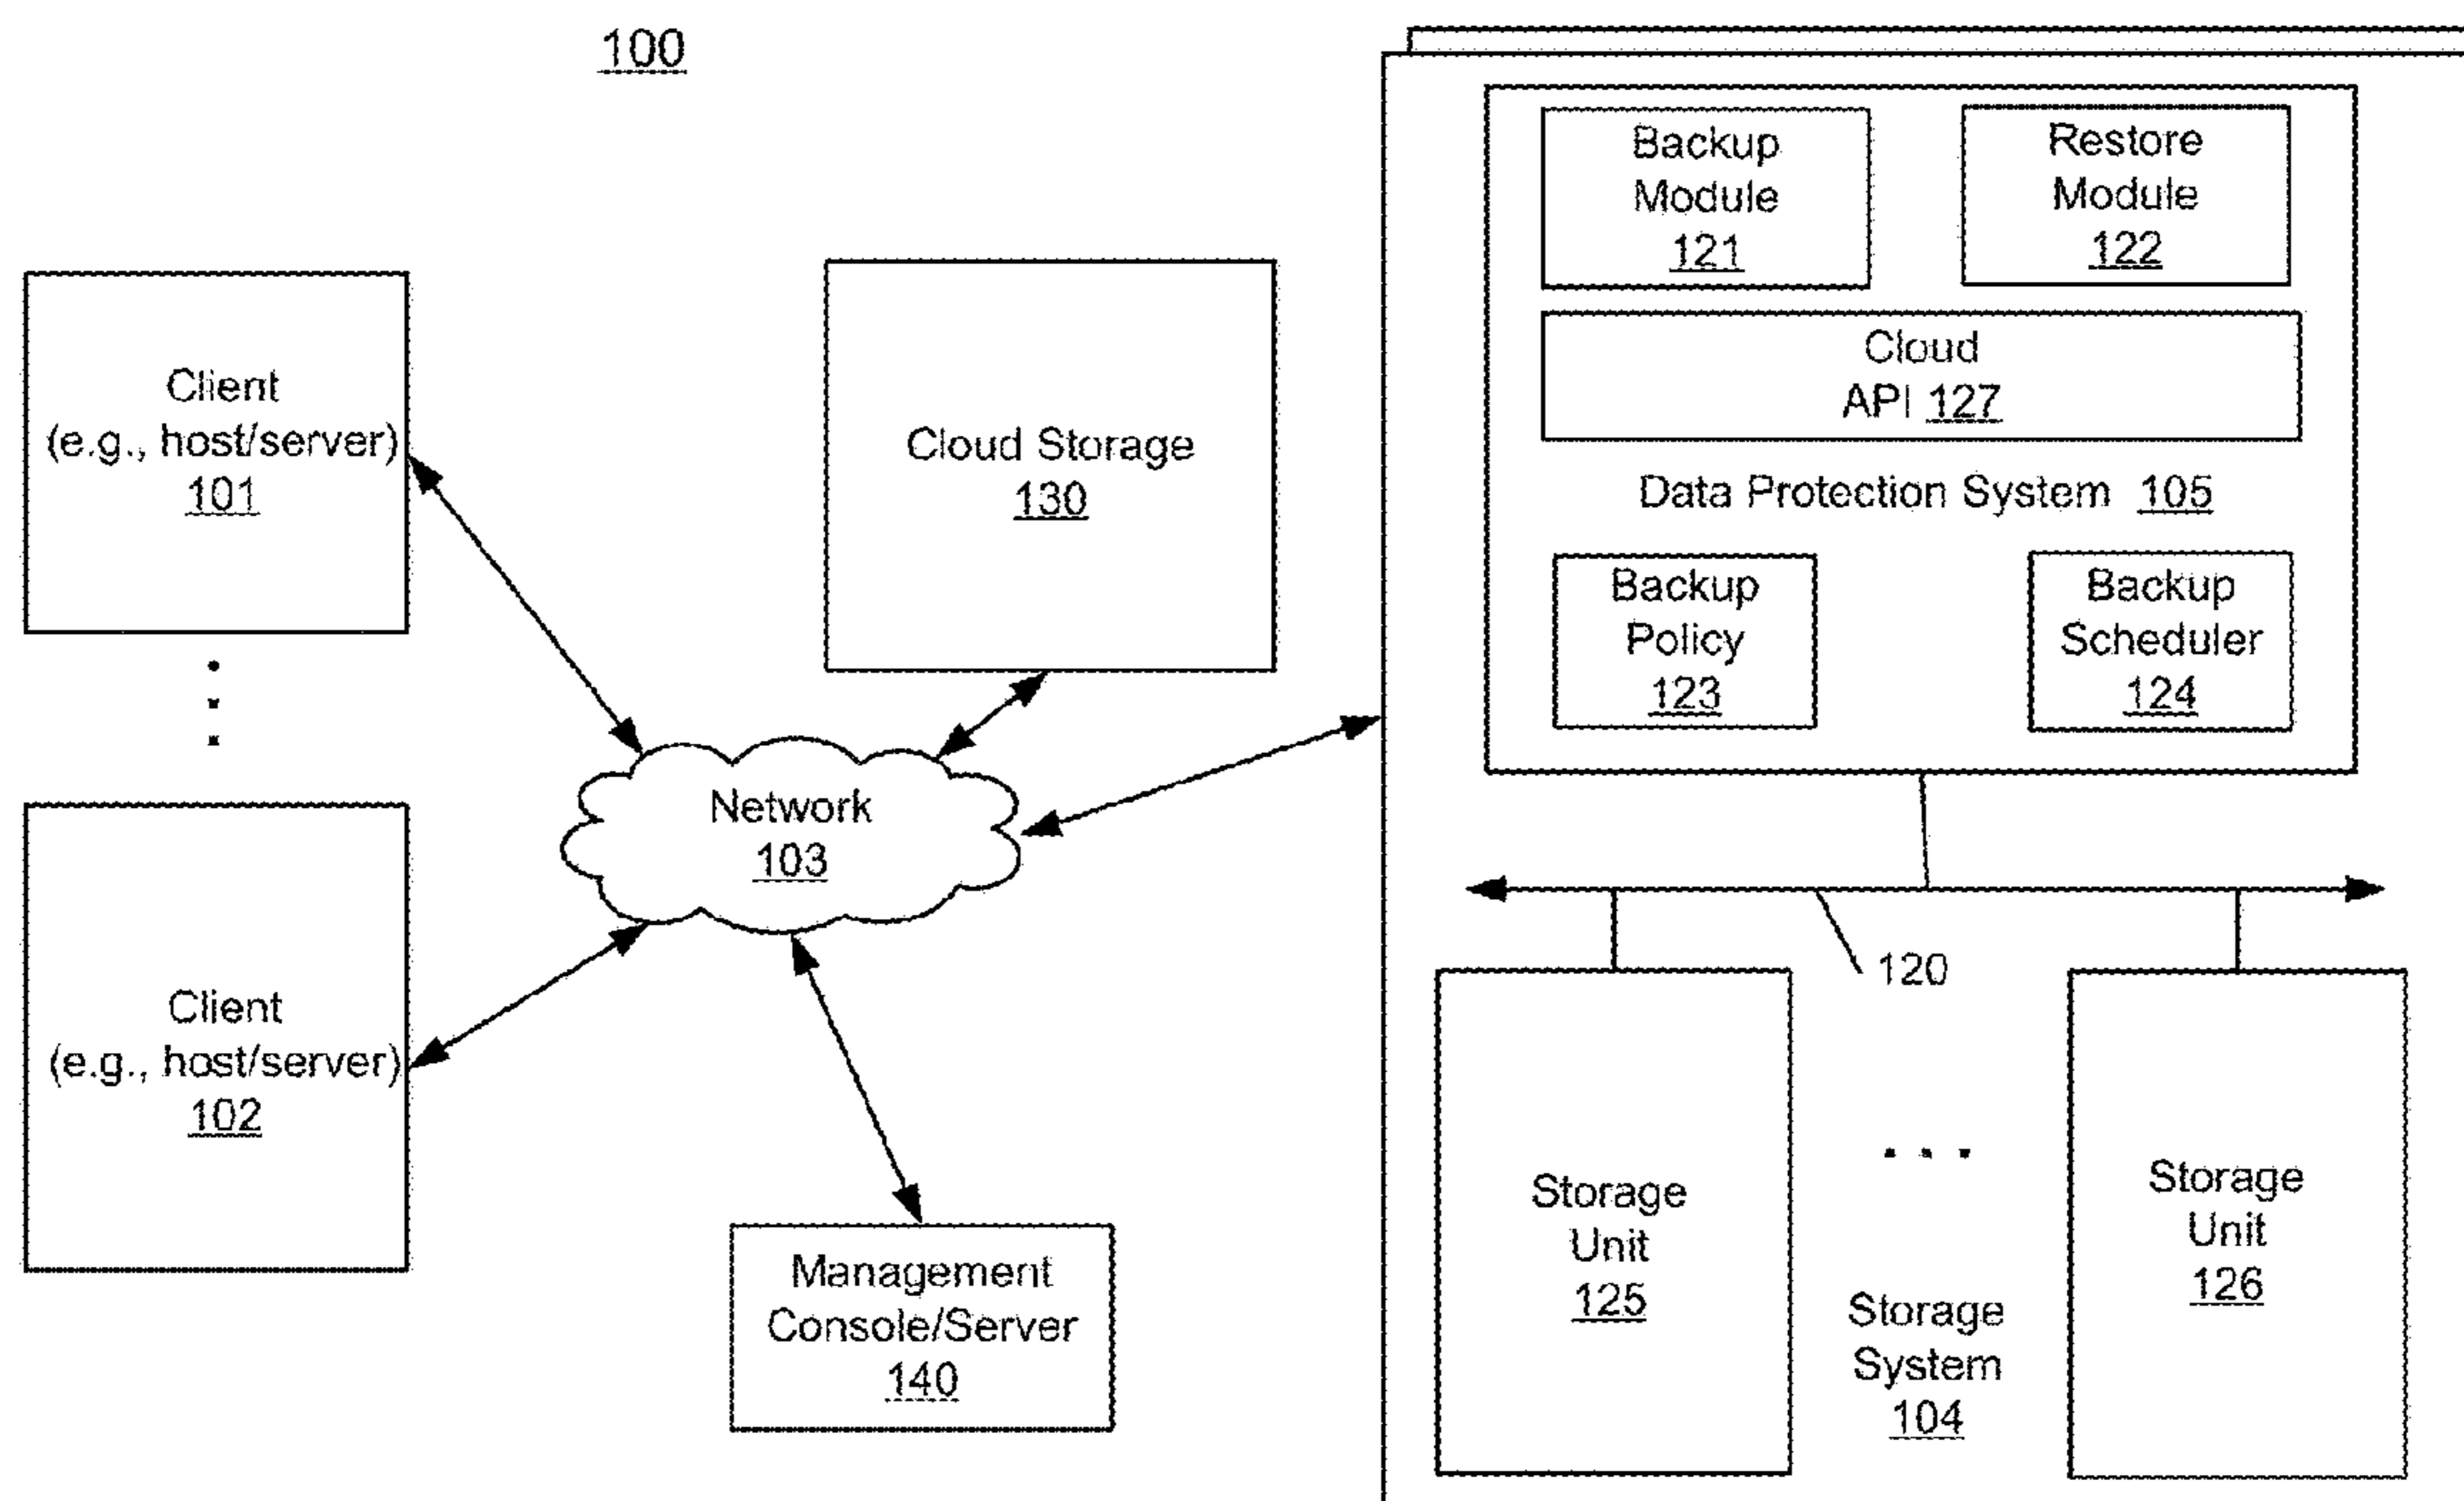 100
Client
(e.g., host/server)
101
Client
(e.g., host/server)
102
Cloud Storage
130
Network
103
Management
Console/Server
140
Backup
Module
121
Restore
Module
122
Cloud
API 127
Data Protection System 105
Backup
Policy
123
Backup
Scheduler
124
120
Storage
Unit
125
Storage
System
104
Storage
Unit
126